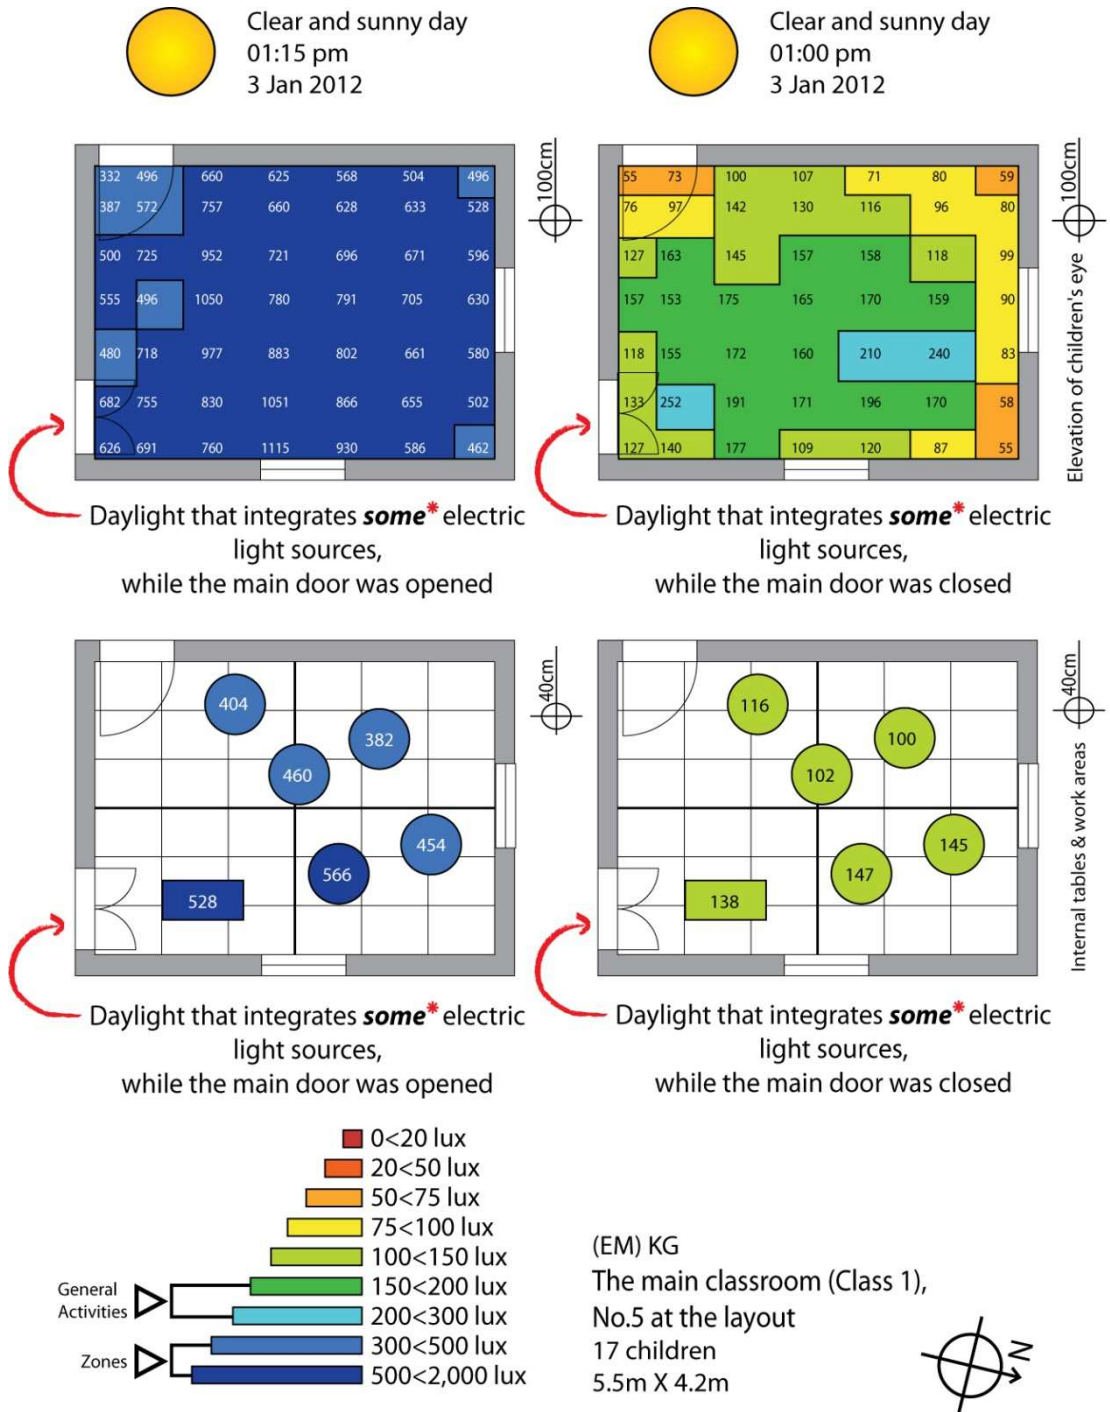 Clear and sunny day
01:15 pm
3 Jan 2012
Clear and sunny day
01:00 pm
3 Jan 2012
332 496 660 625 568 504 496
387 572 757 660 628 633 528
500 725 952 721 696 671 596
555 496 1050 780 791 705 630
480 718 977 883 802 661 580
682 755 830 1051 866 655 502
626 691 760 1115 930 586 462
100cm
55 73 100 107 71 80 59
76 97 142 130 116 96 80
127 163 145 157 158 118 99
157 153 175 165 170 159 90
118 155 172 160 210 240 83
133 252 191 171 196 170 58
127 140 177 109 120 87 55
100cm
Elevation of children's eye
Daylight that integrates some* electric
light sources,
while the main door was opened
Daylight that integrates some* electric
light sources,
while the main door was closed
404
382
460
454
566
528
40cm
116
100
102
145
147
138
40cm
Internal tables & work areas
Daylight that integrates some* electric
light sources,
while the main door was opened
Daylight that integrates some* electric
light sources,
while the main door was closed
0<20 lux
20<50 lux
50<75 lux
75<100 lux
100<150 lux
150<200 lux
200<300 lux
300<500 lux
500<2,000 lux
General
Activities
Zones
(EM) KG
The main classroom (Class 1),
No.5 at the layout
17 children
5.5m X 4.2m
N